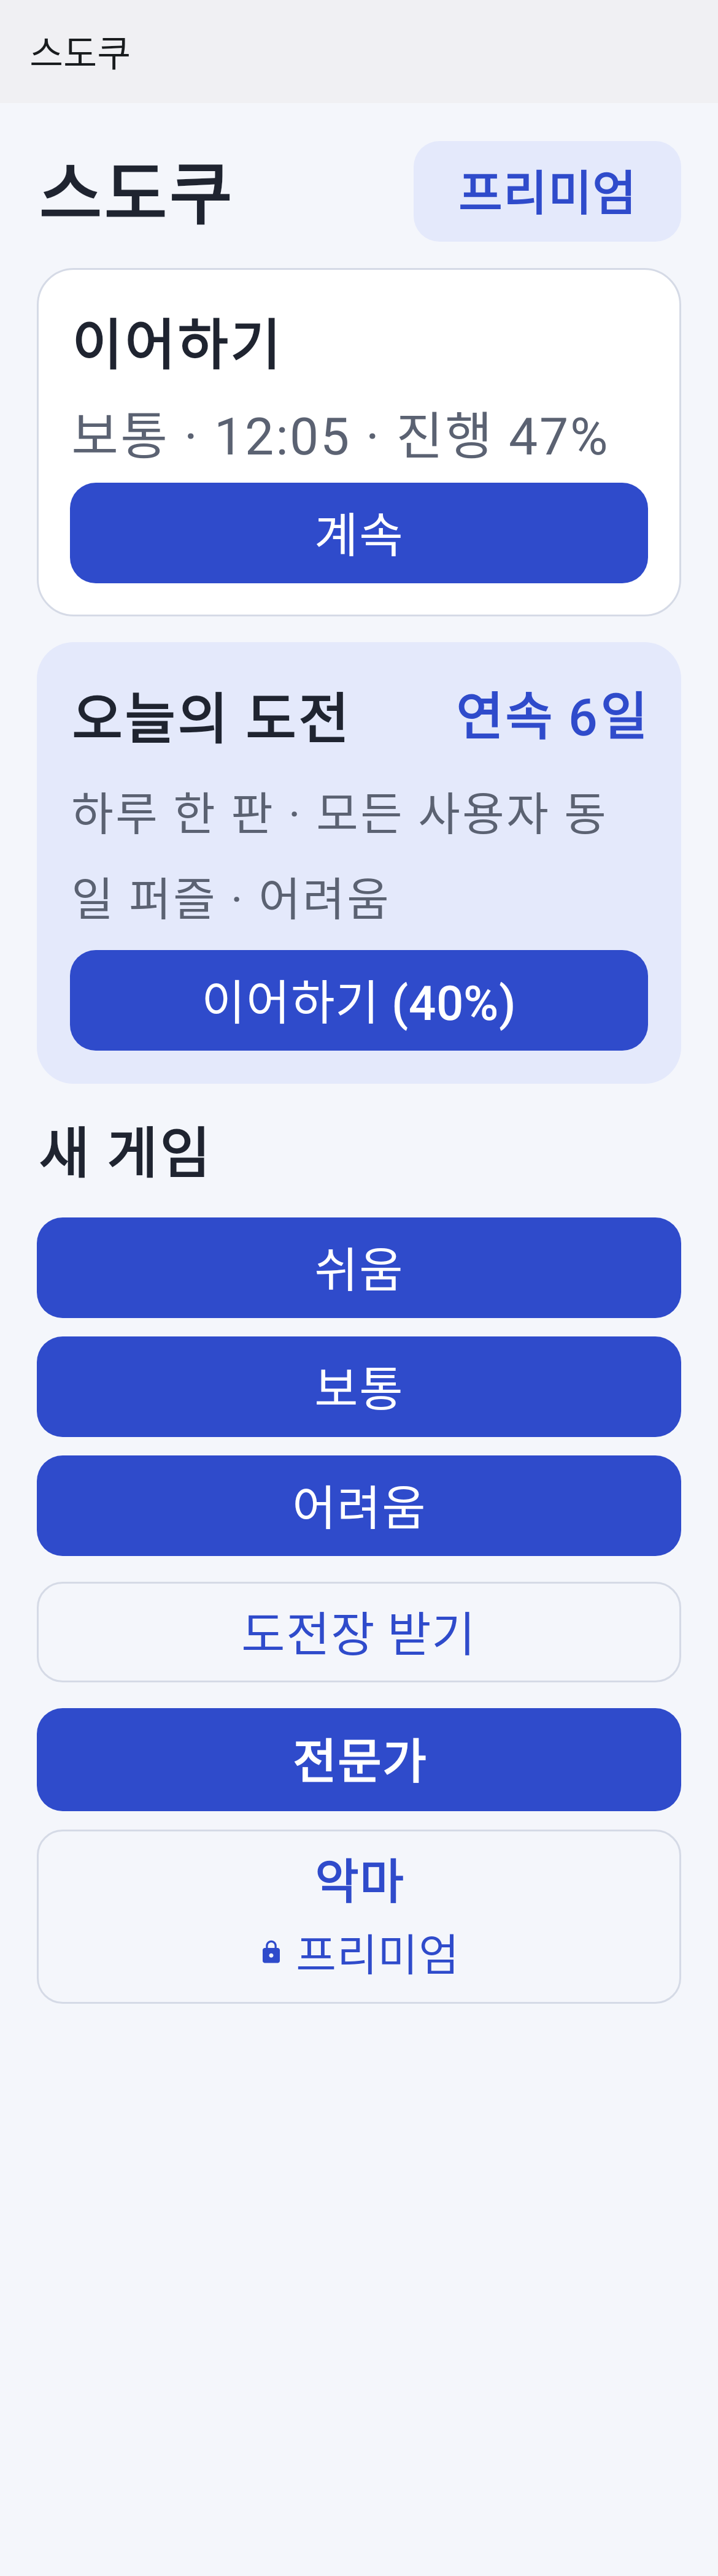 스도쿠
스도쿠
프리미엄
이어하기
보통 · 12:05 · 진행 47%
계속
오늘의 도전
연속 6일
하루 한 판 · 모든 사용자 동
일 퍼즐 · 어려움
이어하기 (40%)
새 게임
쉬움
보통
어려움
도전장 받기
전문가
악마
프리미엄